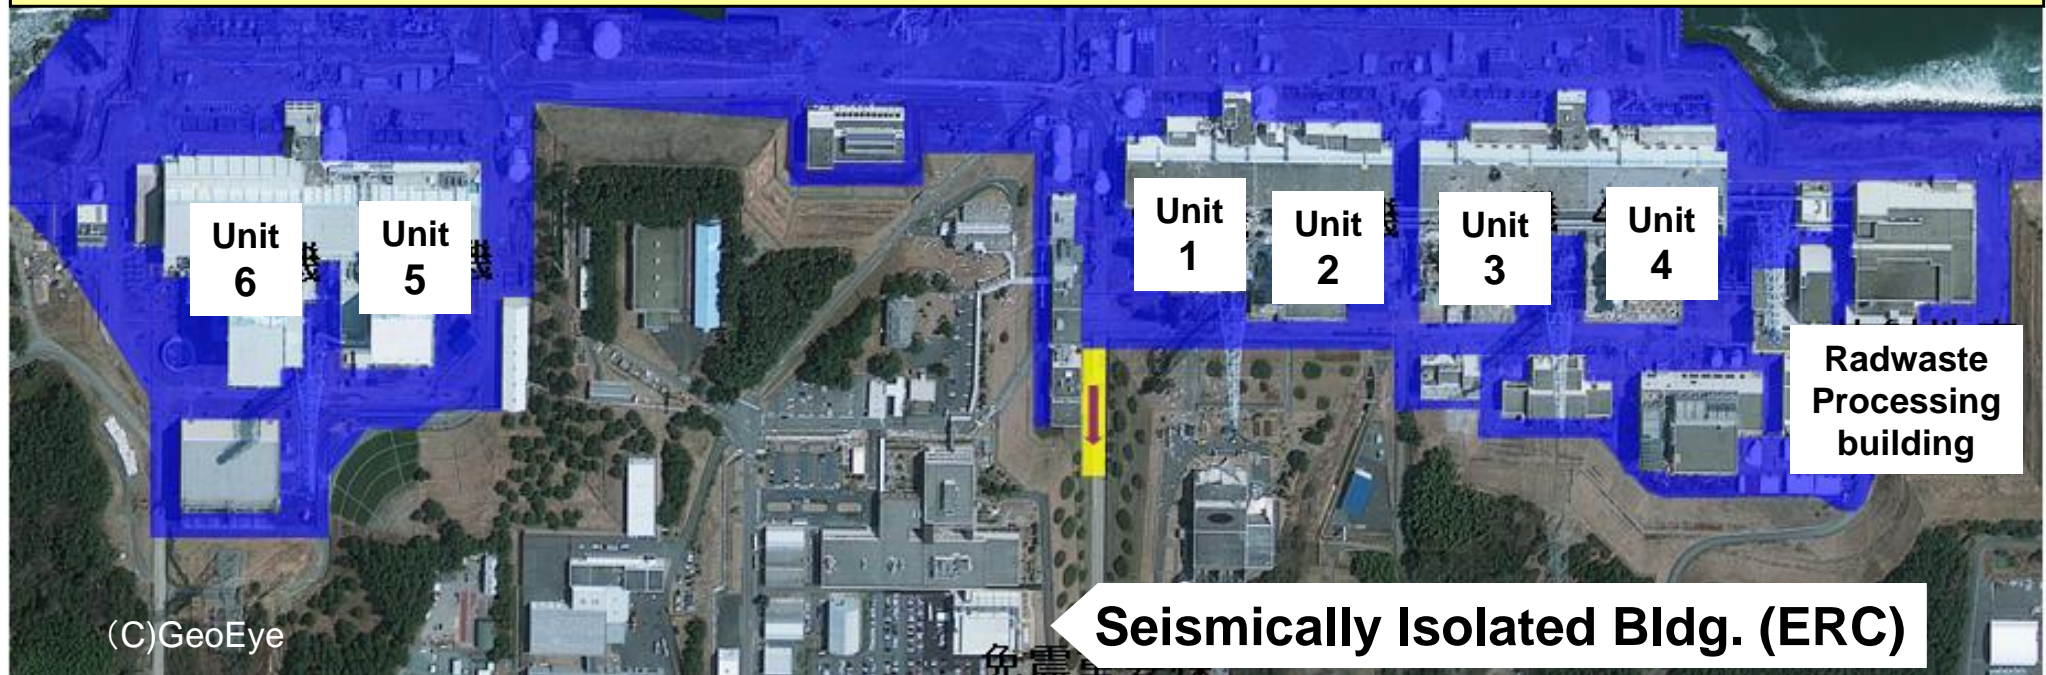 Unit
6
Unit
5
Unit
1
Unit
2
Unit
3
Unit
4
Radwaste
Processing
building
Seismically Isolated Bldg. (ERC)
(C)GeoEye